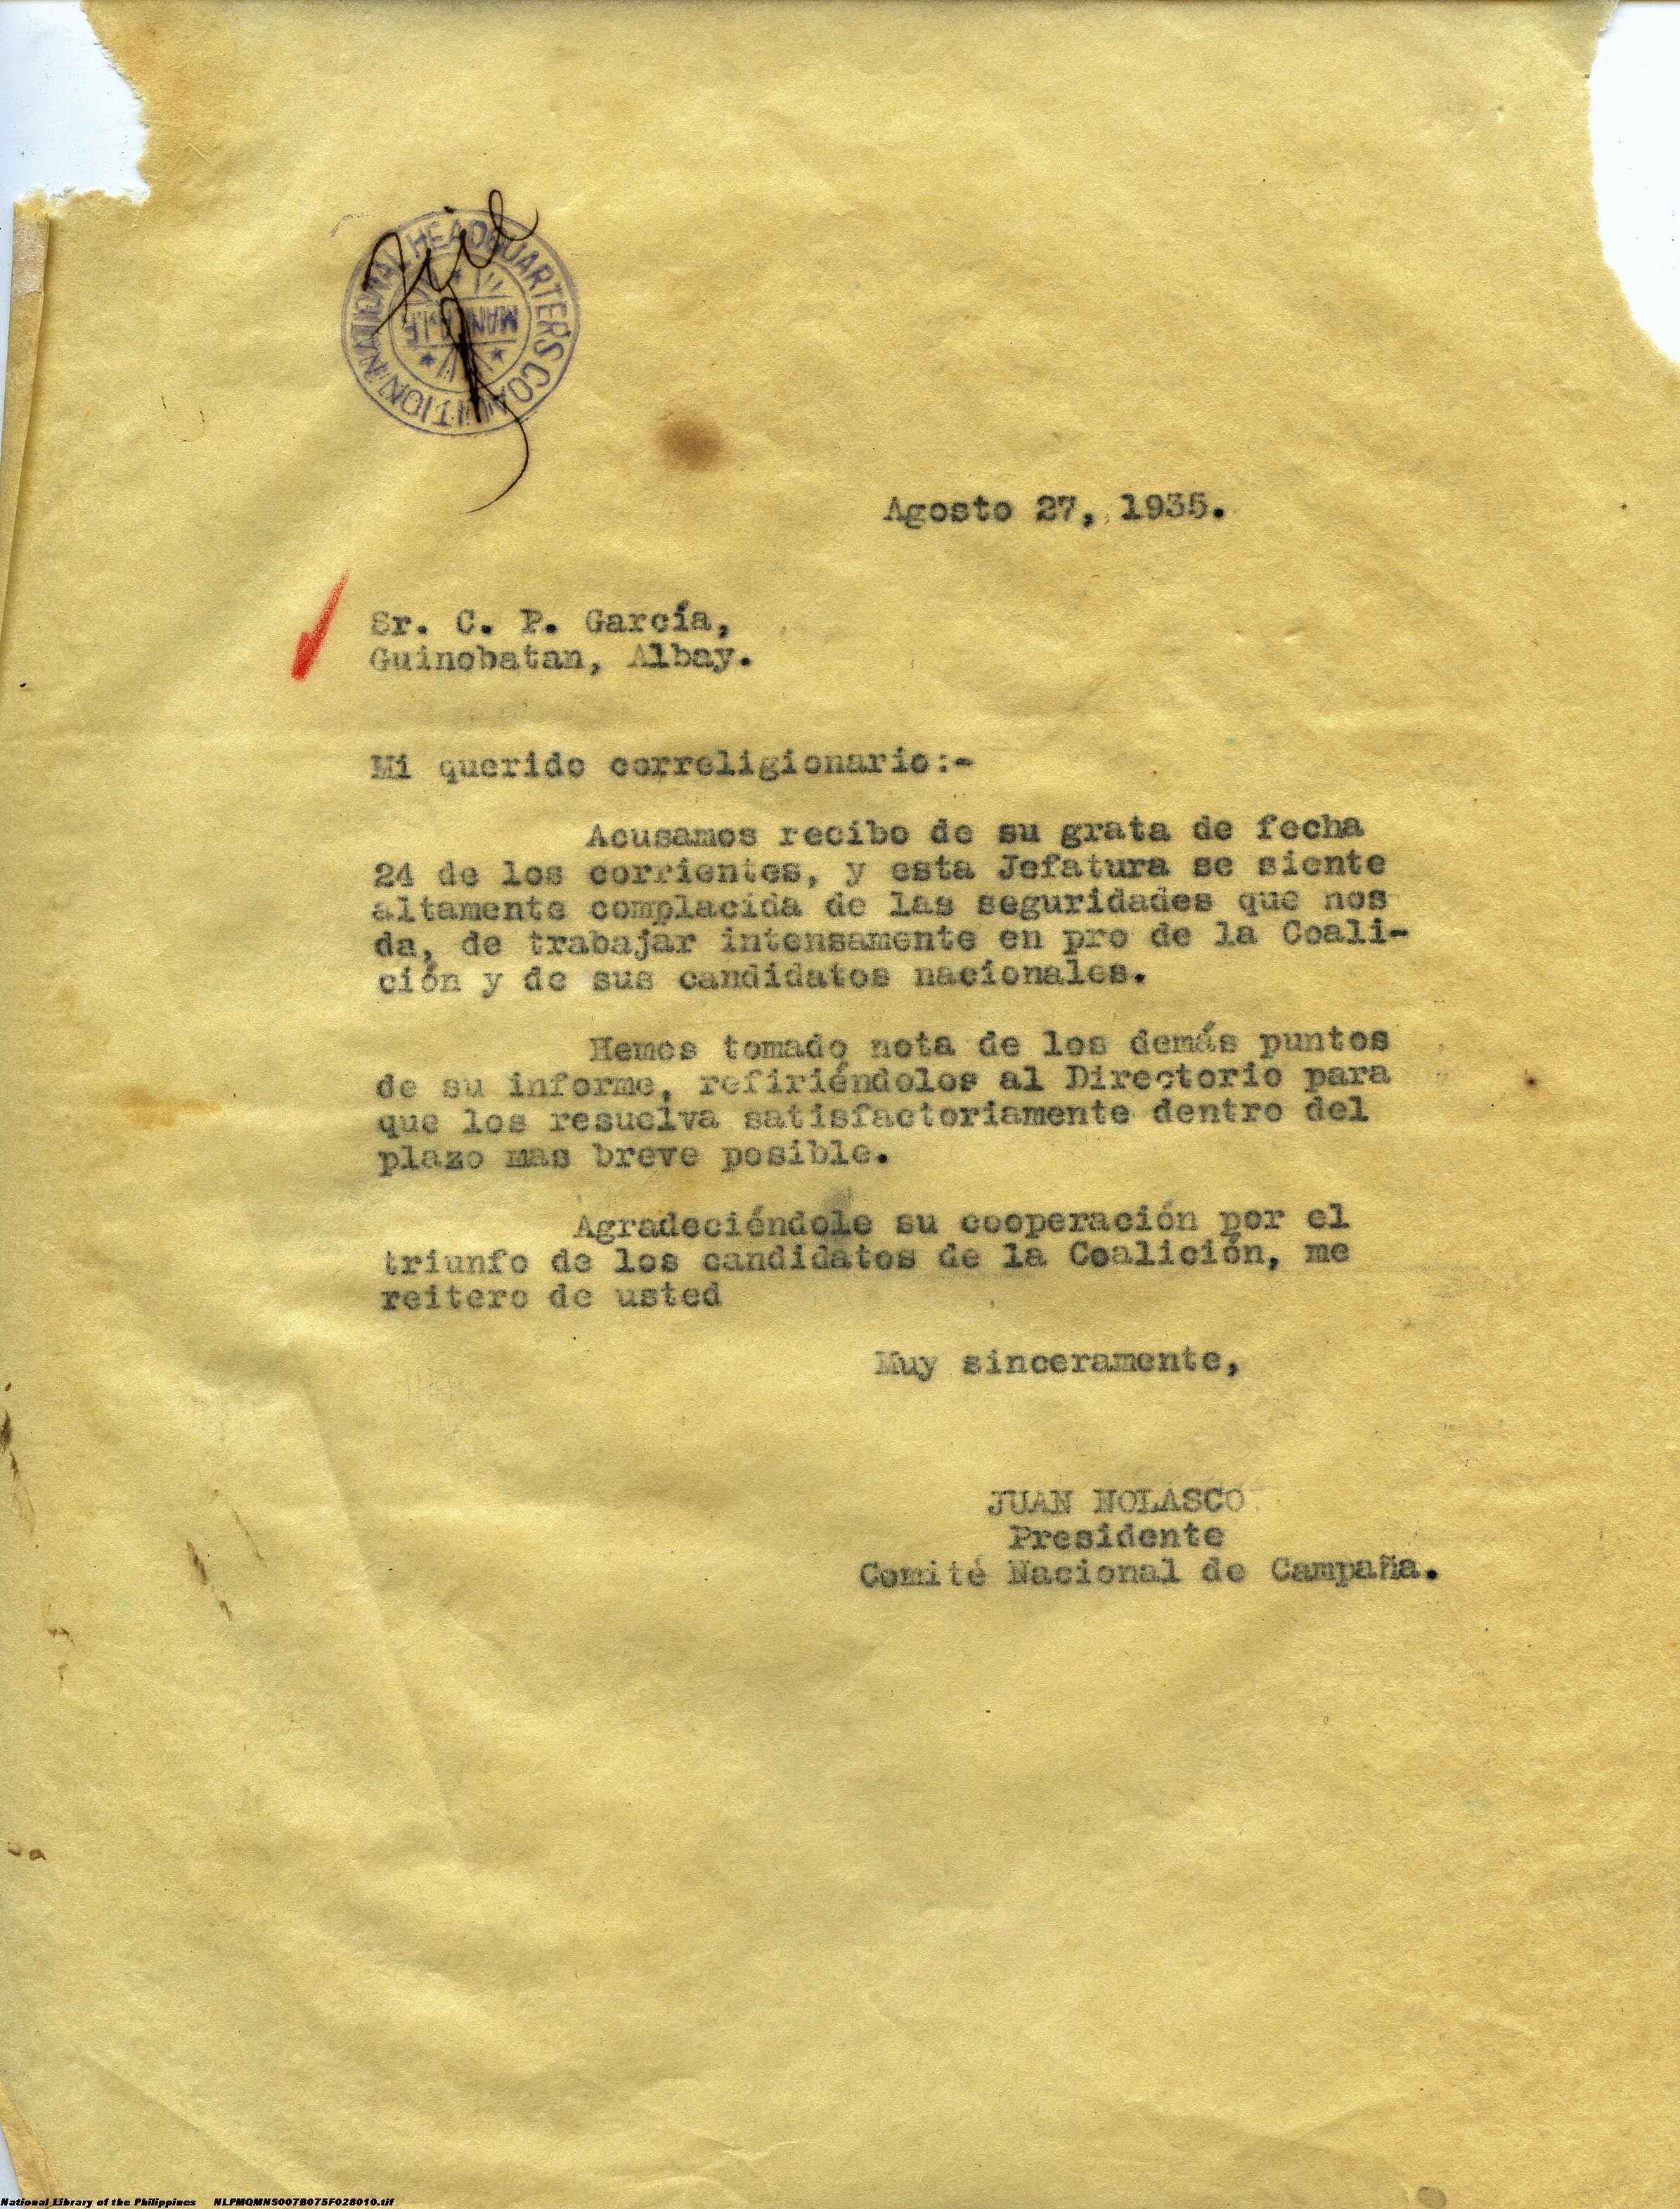 File
NATIONAL HEADQUARTERS COALITION
MANILA
Agosto 27, 1935.
Sr. C. P. García,
Guinobatan, Albay.
Mi querido correligionario:-
Acusamos recibo de su grata de fecha
24 de los corrientes, y esta Jefatura se siente
altamente complacida de las seguridades que nos
da, de trabajar intensamente en pro de la Coali-
ción y de sus candidatos nacionales.
Hemos tomado nota de los demás puntos
de su informe, refiriéndolos al Directorio para
que los resuelva satisfactoriamente dentro del
plazo mas breve posible.
Agradeciéndole su cooperación por el
triunfo de los candidatos de la Coalición, me
reitero de usted
Muy sinceramente,
JUAN NOLASCO
Presidente
Comité Nacional de Campaña.
National Library of the Philippines NLPMQMNS007B075F028010.tif